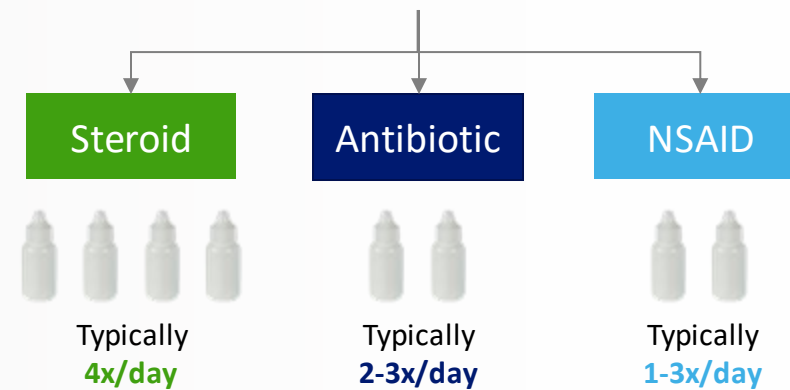 Steroid
Antibiotic
NSAID
Typically
4x/day
Typically
2-3x/day
Typically
1-3x/day